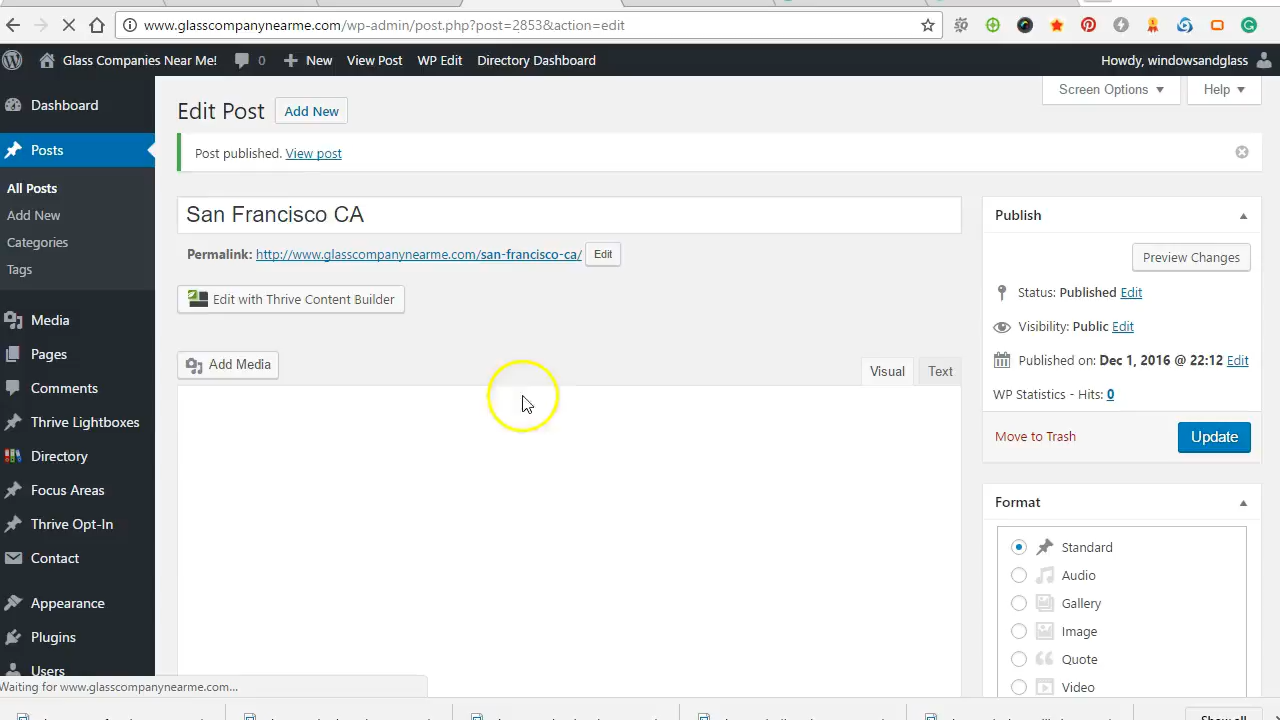 www.glasscompanynearme.com/wp-admin/post.php?post=2853&action=edit
Glass Companies Near Me! 0 New View Post WP Edit Directory Dashboard Howdy, windowsandglass
Screen Options Help
Dashboard
Posts
All Posts
Add New
Categories
Tags
Media
Pages
Comments
Thrive Lightboxes
Directory
Focus Areas
Thrive Opt-In
Contact
Appearance
Plugins
Users
Edit Post Add New
Post published. View post
San Francisco CA
Permalink: http://www.glasscompanynearme.com/san-francisco-ca/ Edit
Edit with Thrive Content Builder
Add Media
Visual Text
Publish
Preview Changes
Status: Published Edit
Visibility: Public Edit
Published on: Dec 1, 2016 @ 22:12 Edit
WP Statistics - Hits: 0
Move to Trash Update
Format
Standard
Audio
Gallery
Image
Quote
Video
Waiting for www.glasscompanynearme.com...
Show all